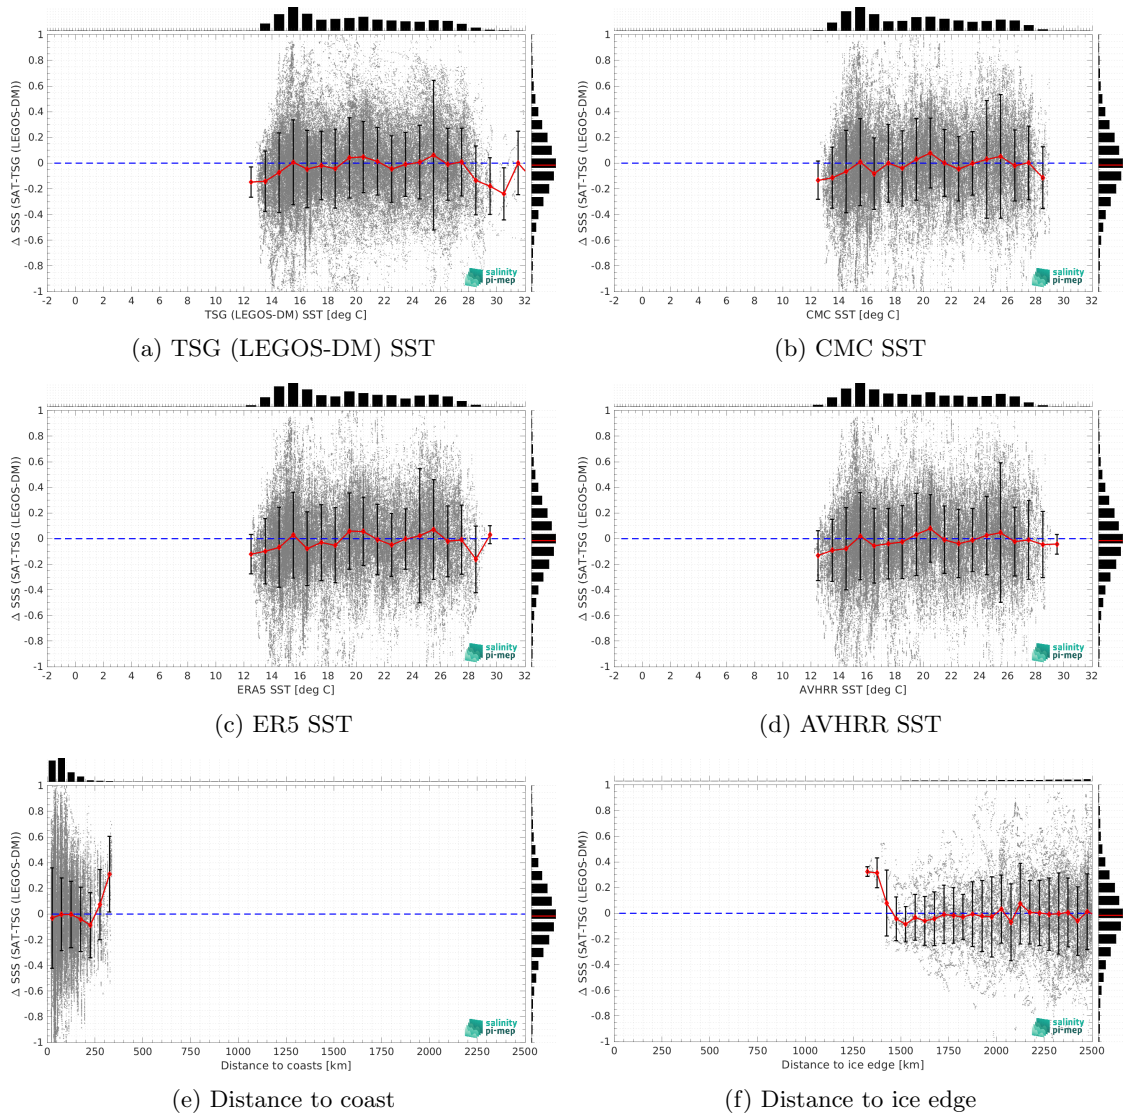 1
0.8
0.6
0.4
0.2
0
-0.2
-0.4
-0.6
-0.8
-1
Δ SSS (SAT-TSG (LEGOS-DM))
-2 0 2 4 6 8 10 12 14 16 18 20 22 24 26 28 30 32
TSG (LEGOS-DM) SST [deg C]
salinity
pi-mep
(a) TSG (LEGOS-DM) SST
1
0.8
0.6
0.4
0.2
0
-0.2
-0.4
-0.6
-0.8
-1
Δ SSS (SAT-TSG (LEGOS-DM))
-2 0 2 4 6 8 10 12 14 16 18 20 22 24 26 28 30 32
CMC SST [deg C]
salinity
pi-mep
(b) CMC SST
1
0.8
0.6
0.4
0.2
0
-0.2
-0.4
-0.6
-0.8
-1
Δ SSS (SAT-TSG (LEGOS-DM))
-2 0 2 4 6 8 10 12 14 16 18 20 22 24 26 28 30 32
ERA5 SST [deg C]
salinity
pi-mep
(c) ER5 SST
1
0.8
0.6
0.4
0.2
0
-0.2
-0.4
-0.6
-0.8
-1
Δ SSS (SAT-TSG (LEGOS-DM))
-2 0 2 4 6 8 10 12 14 16 18 20 22 24 26 28 30 32
AVHRR SST [deg C]
salinity
pi-mep
(d) AVHRR SST
1
0.8
0.6
0.4
0.2
0
-0.2
-0.4
-0.6
-0.8
-1
Δ SSS (SAT-TSG (LEGOS-DM))
0 250 500 750 1000 1250 1500 1750 2000 2250 2500
Distance to coasts [km]
salinity
pi-mep
(e) Distance to coast
1
0.8
0.6
0.4
0.2
0
-0.2
-0.4
-0.6
-0.8
-1
Δ SSS (SAT-TSG (LEGOS-DM))
0 250 500 750 1000 1250 1500 1750 2000 2250 2500
Distance to ice edge [km]
salinity
pi-mep
(f) Distance to ice edge